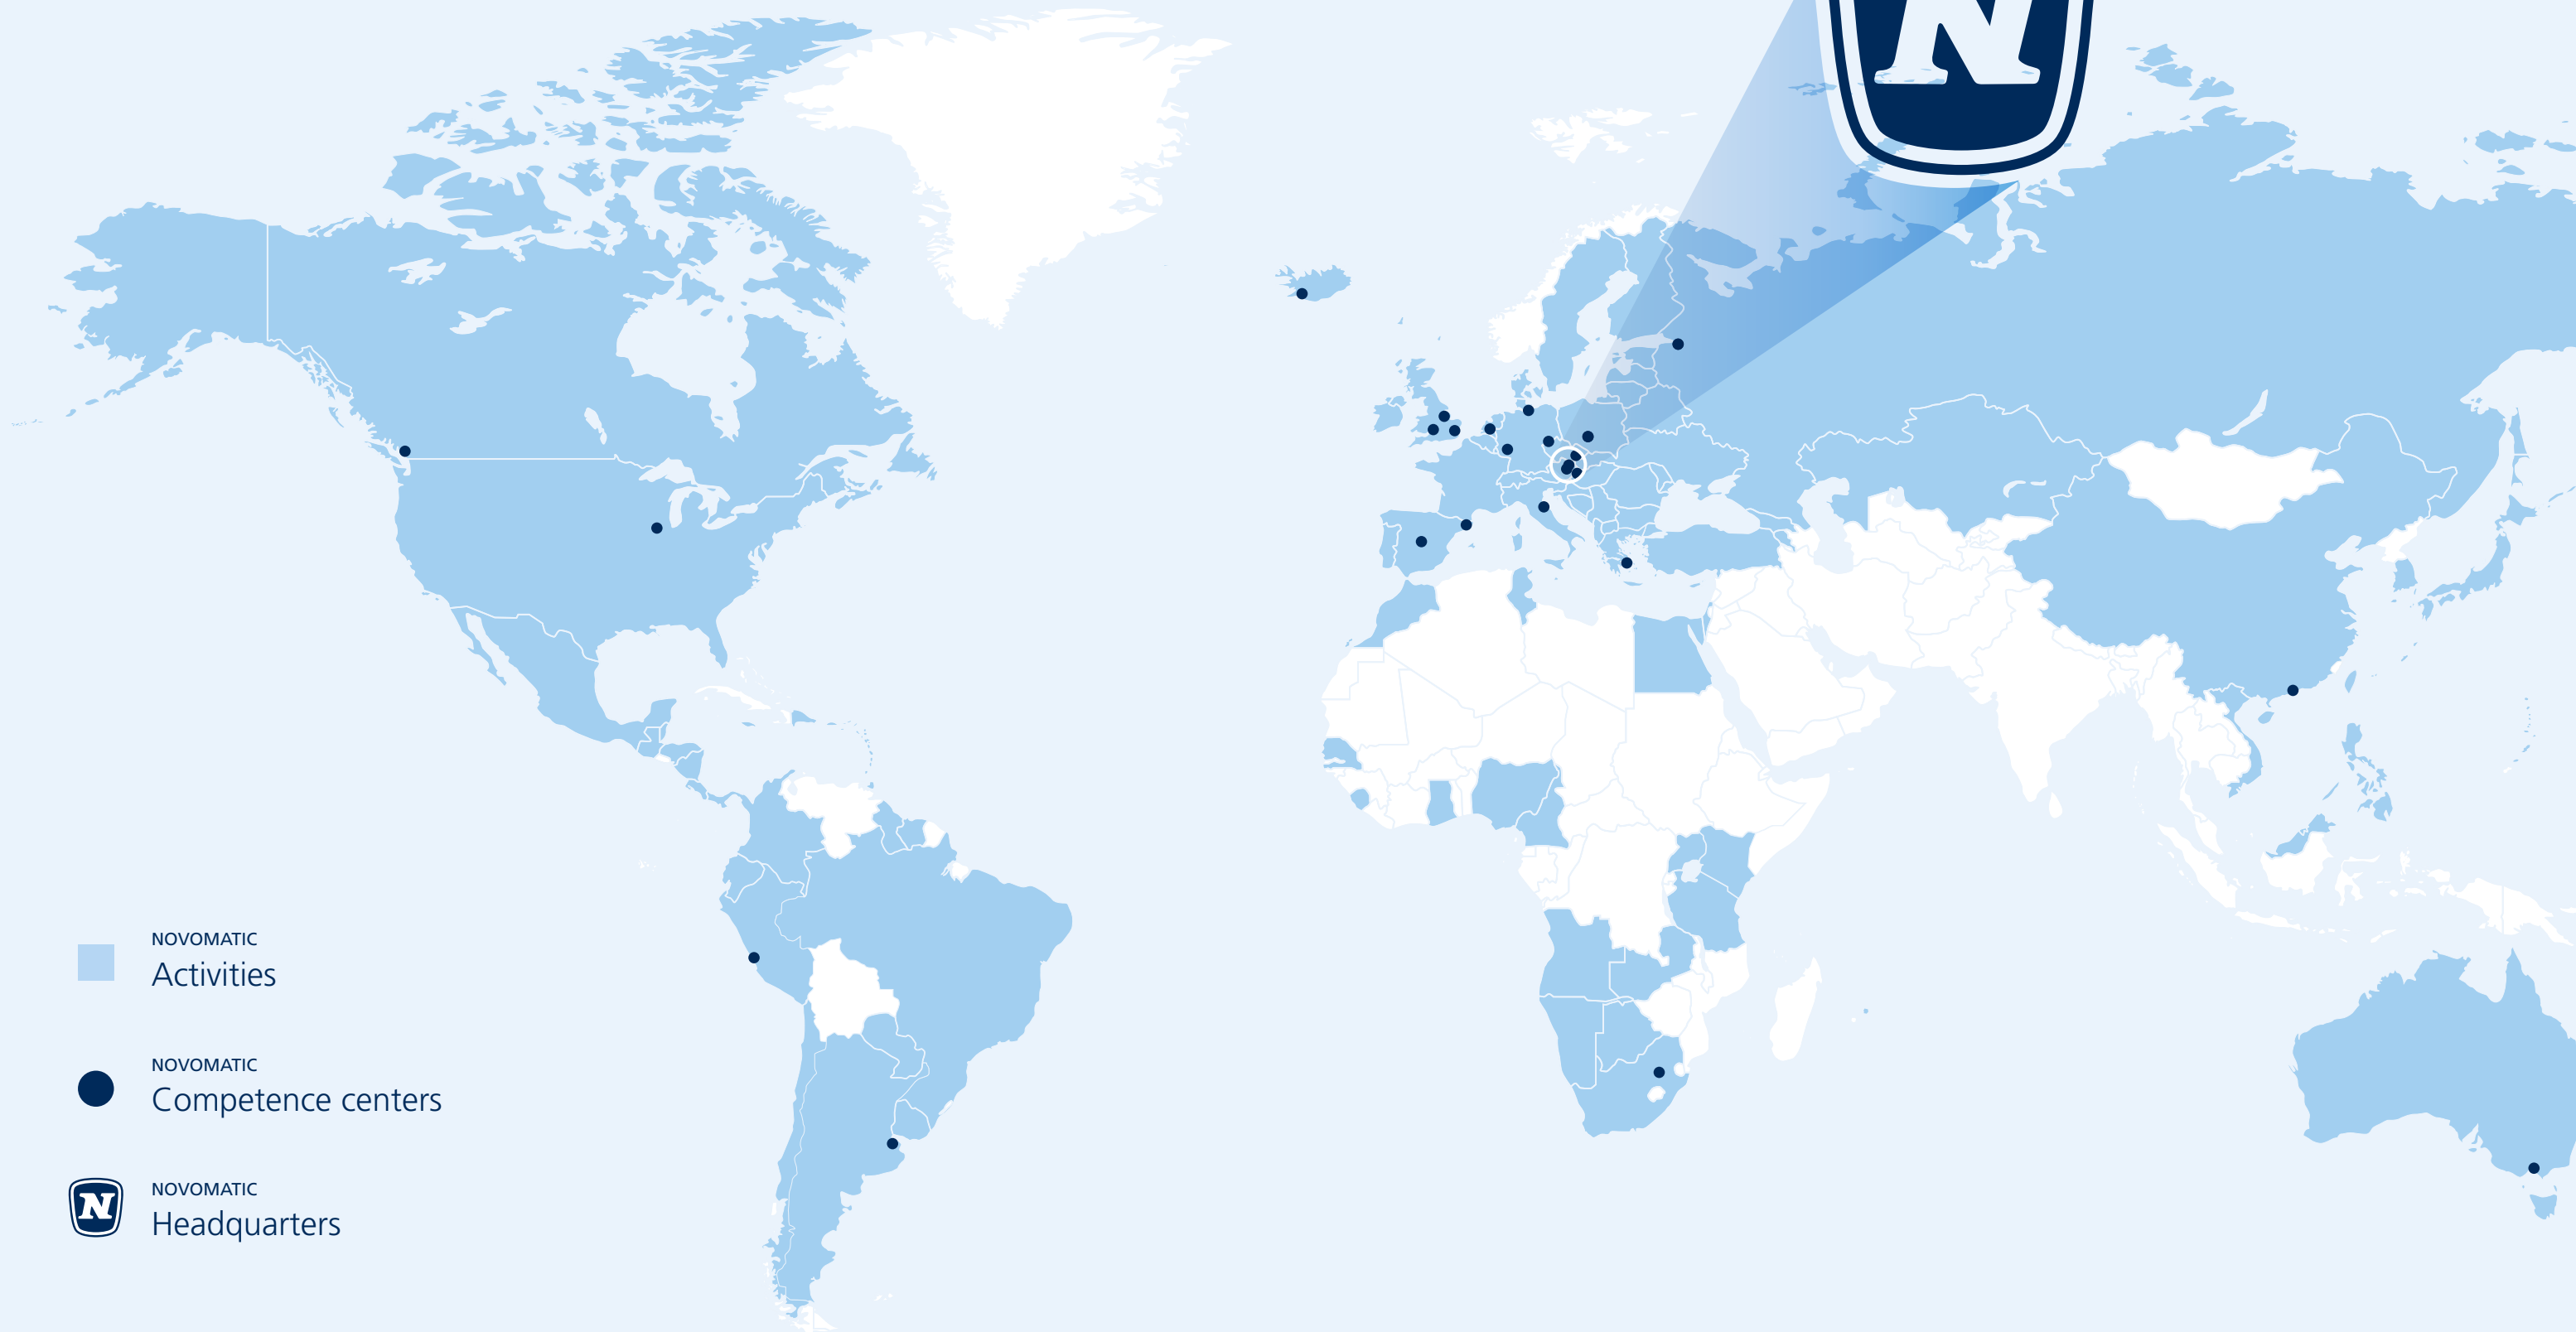 N
NOVOMATIC
Activities
NOVOMATIC
Competence centers
N
NOVOMATIC
Headquarters